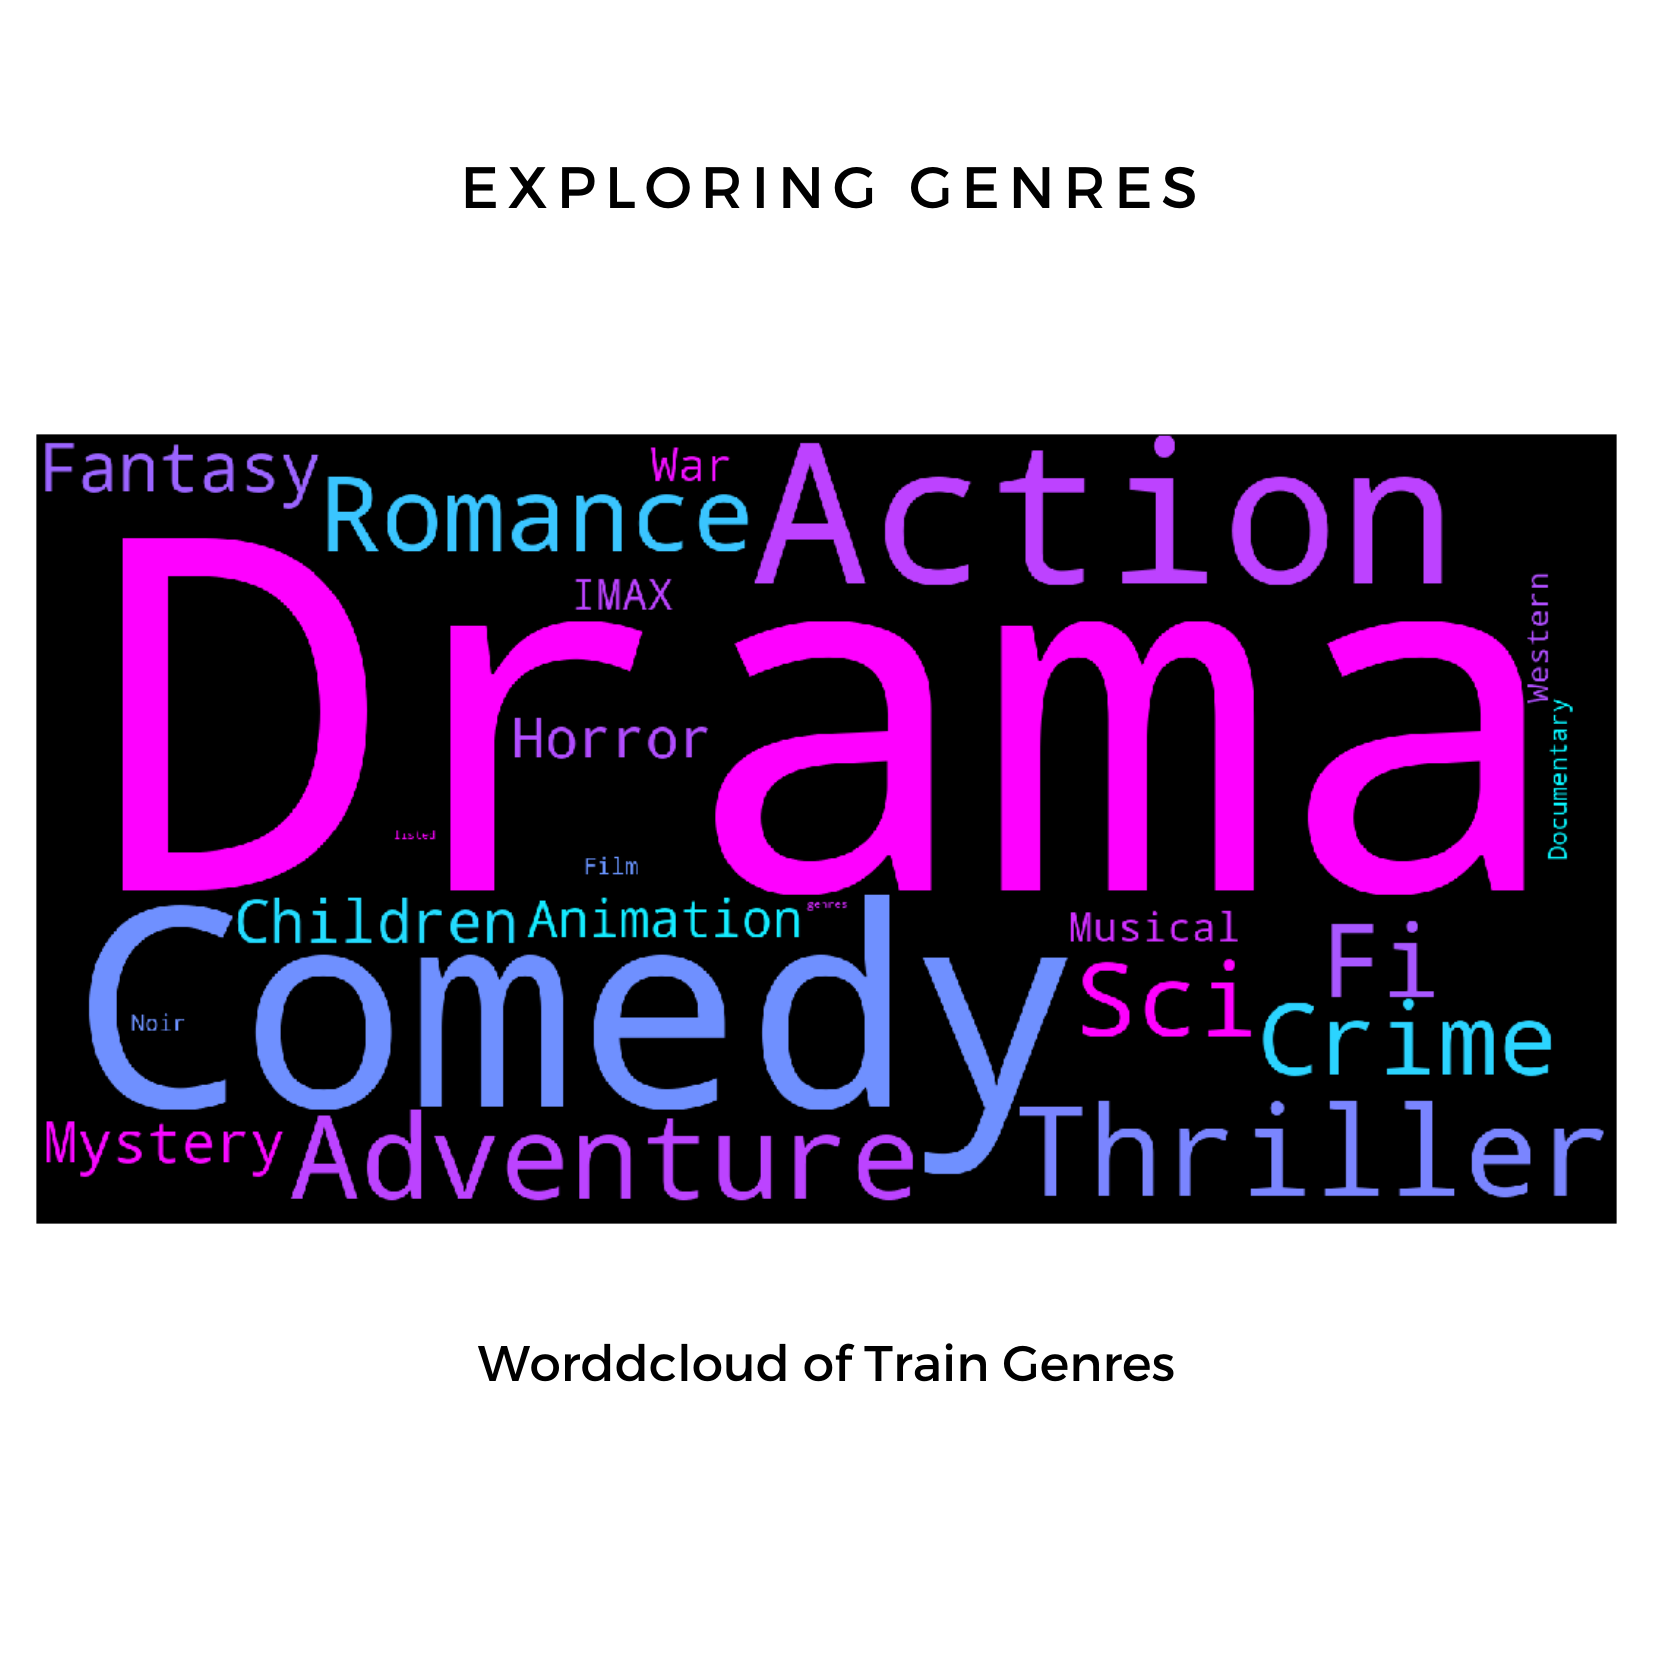 EXPLORING GENRES
Fantasy
Romance
War
Action
IMAX
Western
Drama
Horror
Documentary
listed
Film
Children
Animation
genres
Musical
Fi
Comedy
Sci
Crime
Noir
Mystery
Adventure
Thriller
Worddcloud of Train Genres